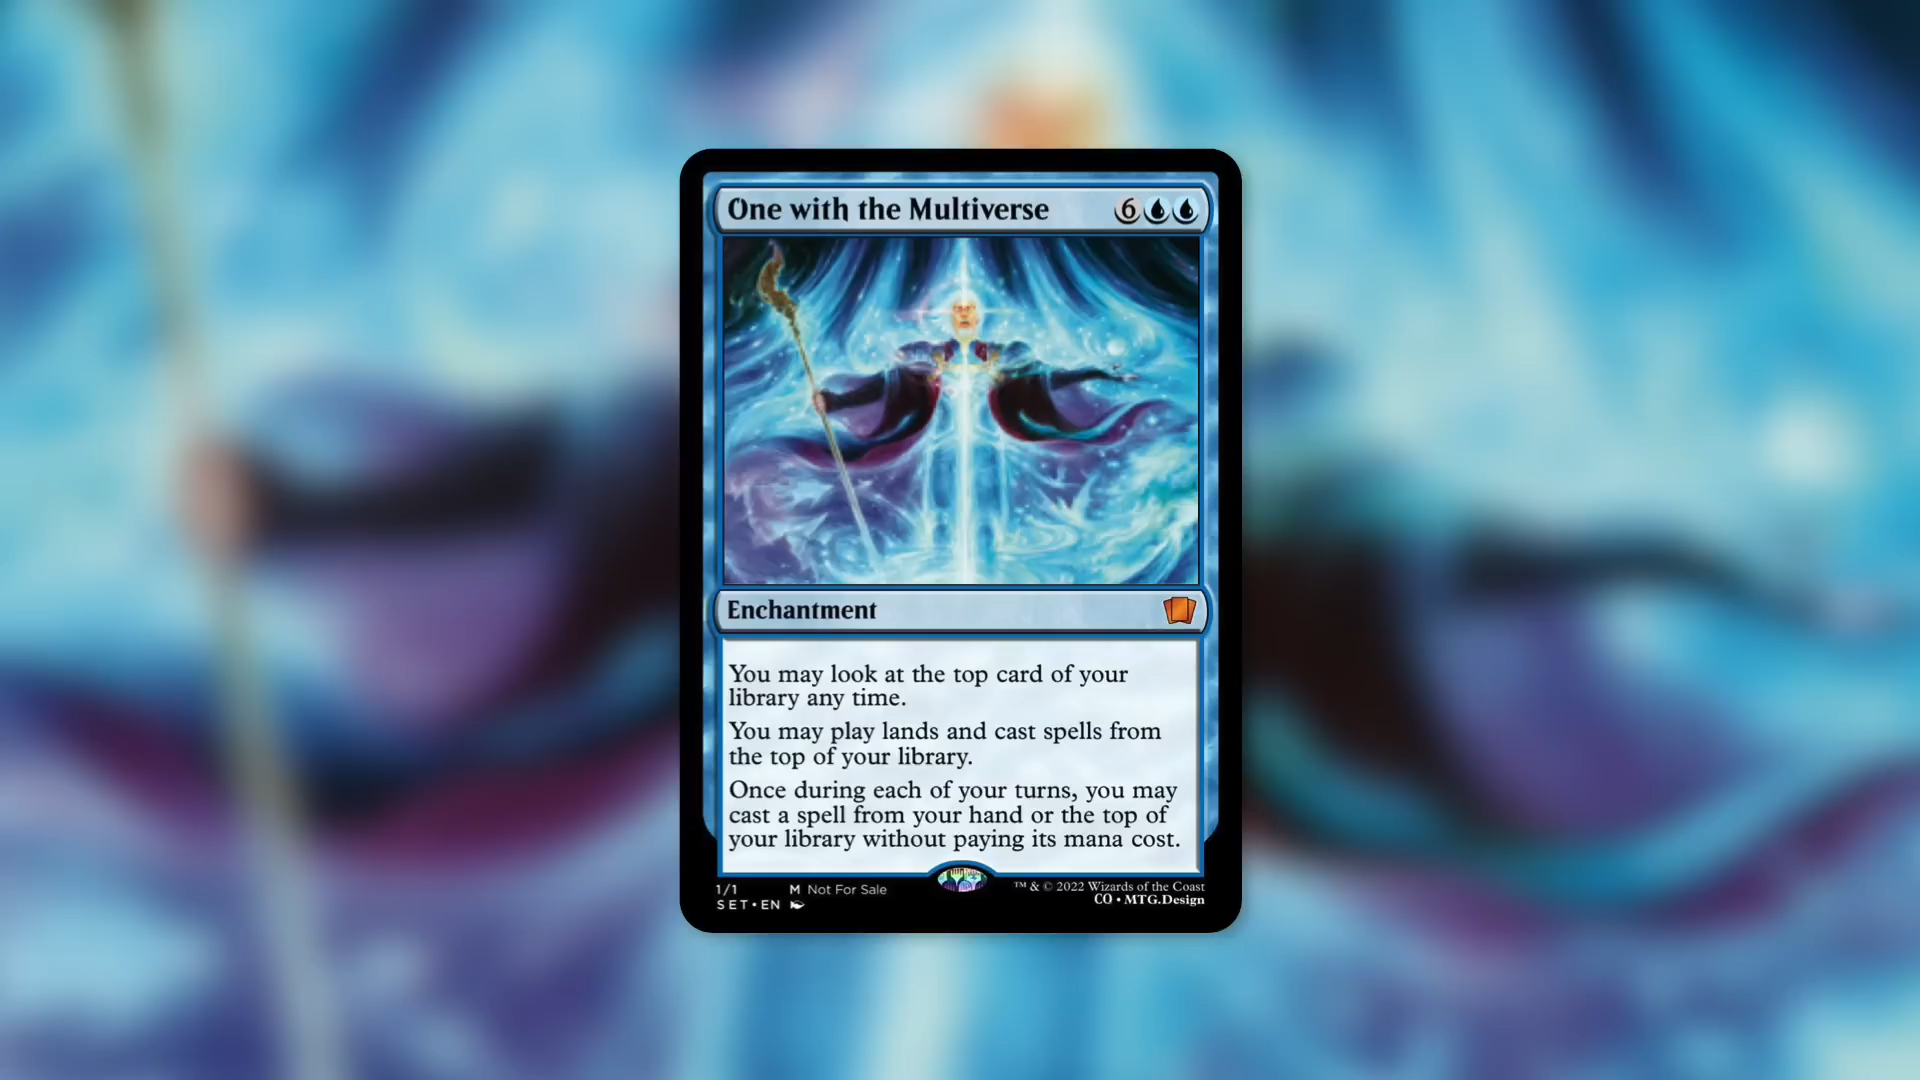 One with the Multiverse 6
Enchantment
You may look at the top card of your
library any time.
You may play lands and cast spells from
the top of your library.
Once during each of your turns, you may
cast a spell from your hand or the top of
your library without paying its mana cost.
1/1 M Not For Sale
SET•EN
™ & © 2022 Wizards of the Coast
CO • MTG.Design